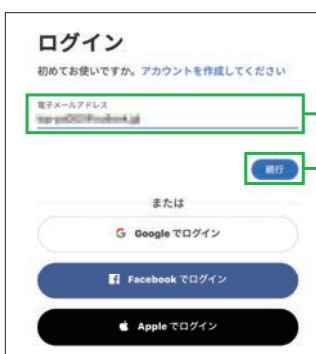 ログイン
初めてお使いですか。アカウントを作成してください
電子メールアドレス
続行
または
Google でログイン
Facebook でログイン
Apple でログイン